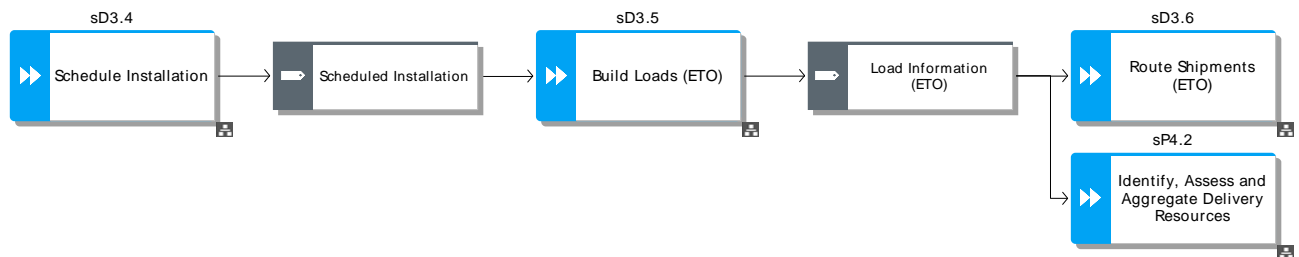 sD3.4
Schedule Installation
Scheduled Installation
sD3.5
Build Loads (ETO)
Load Information
(ETO)
sD3.6
Route Shipments
(ETO)
sP4.2
Identify, Assess and
Aggregate Delivery
Resources